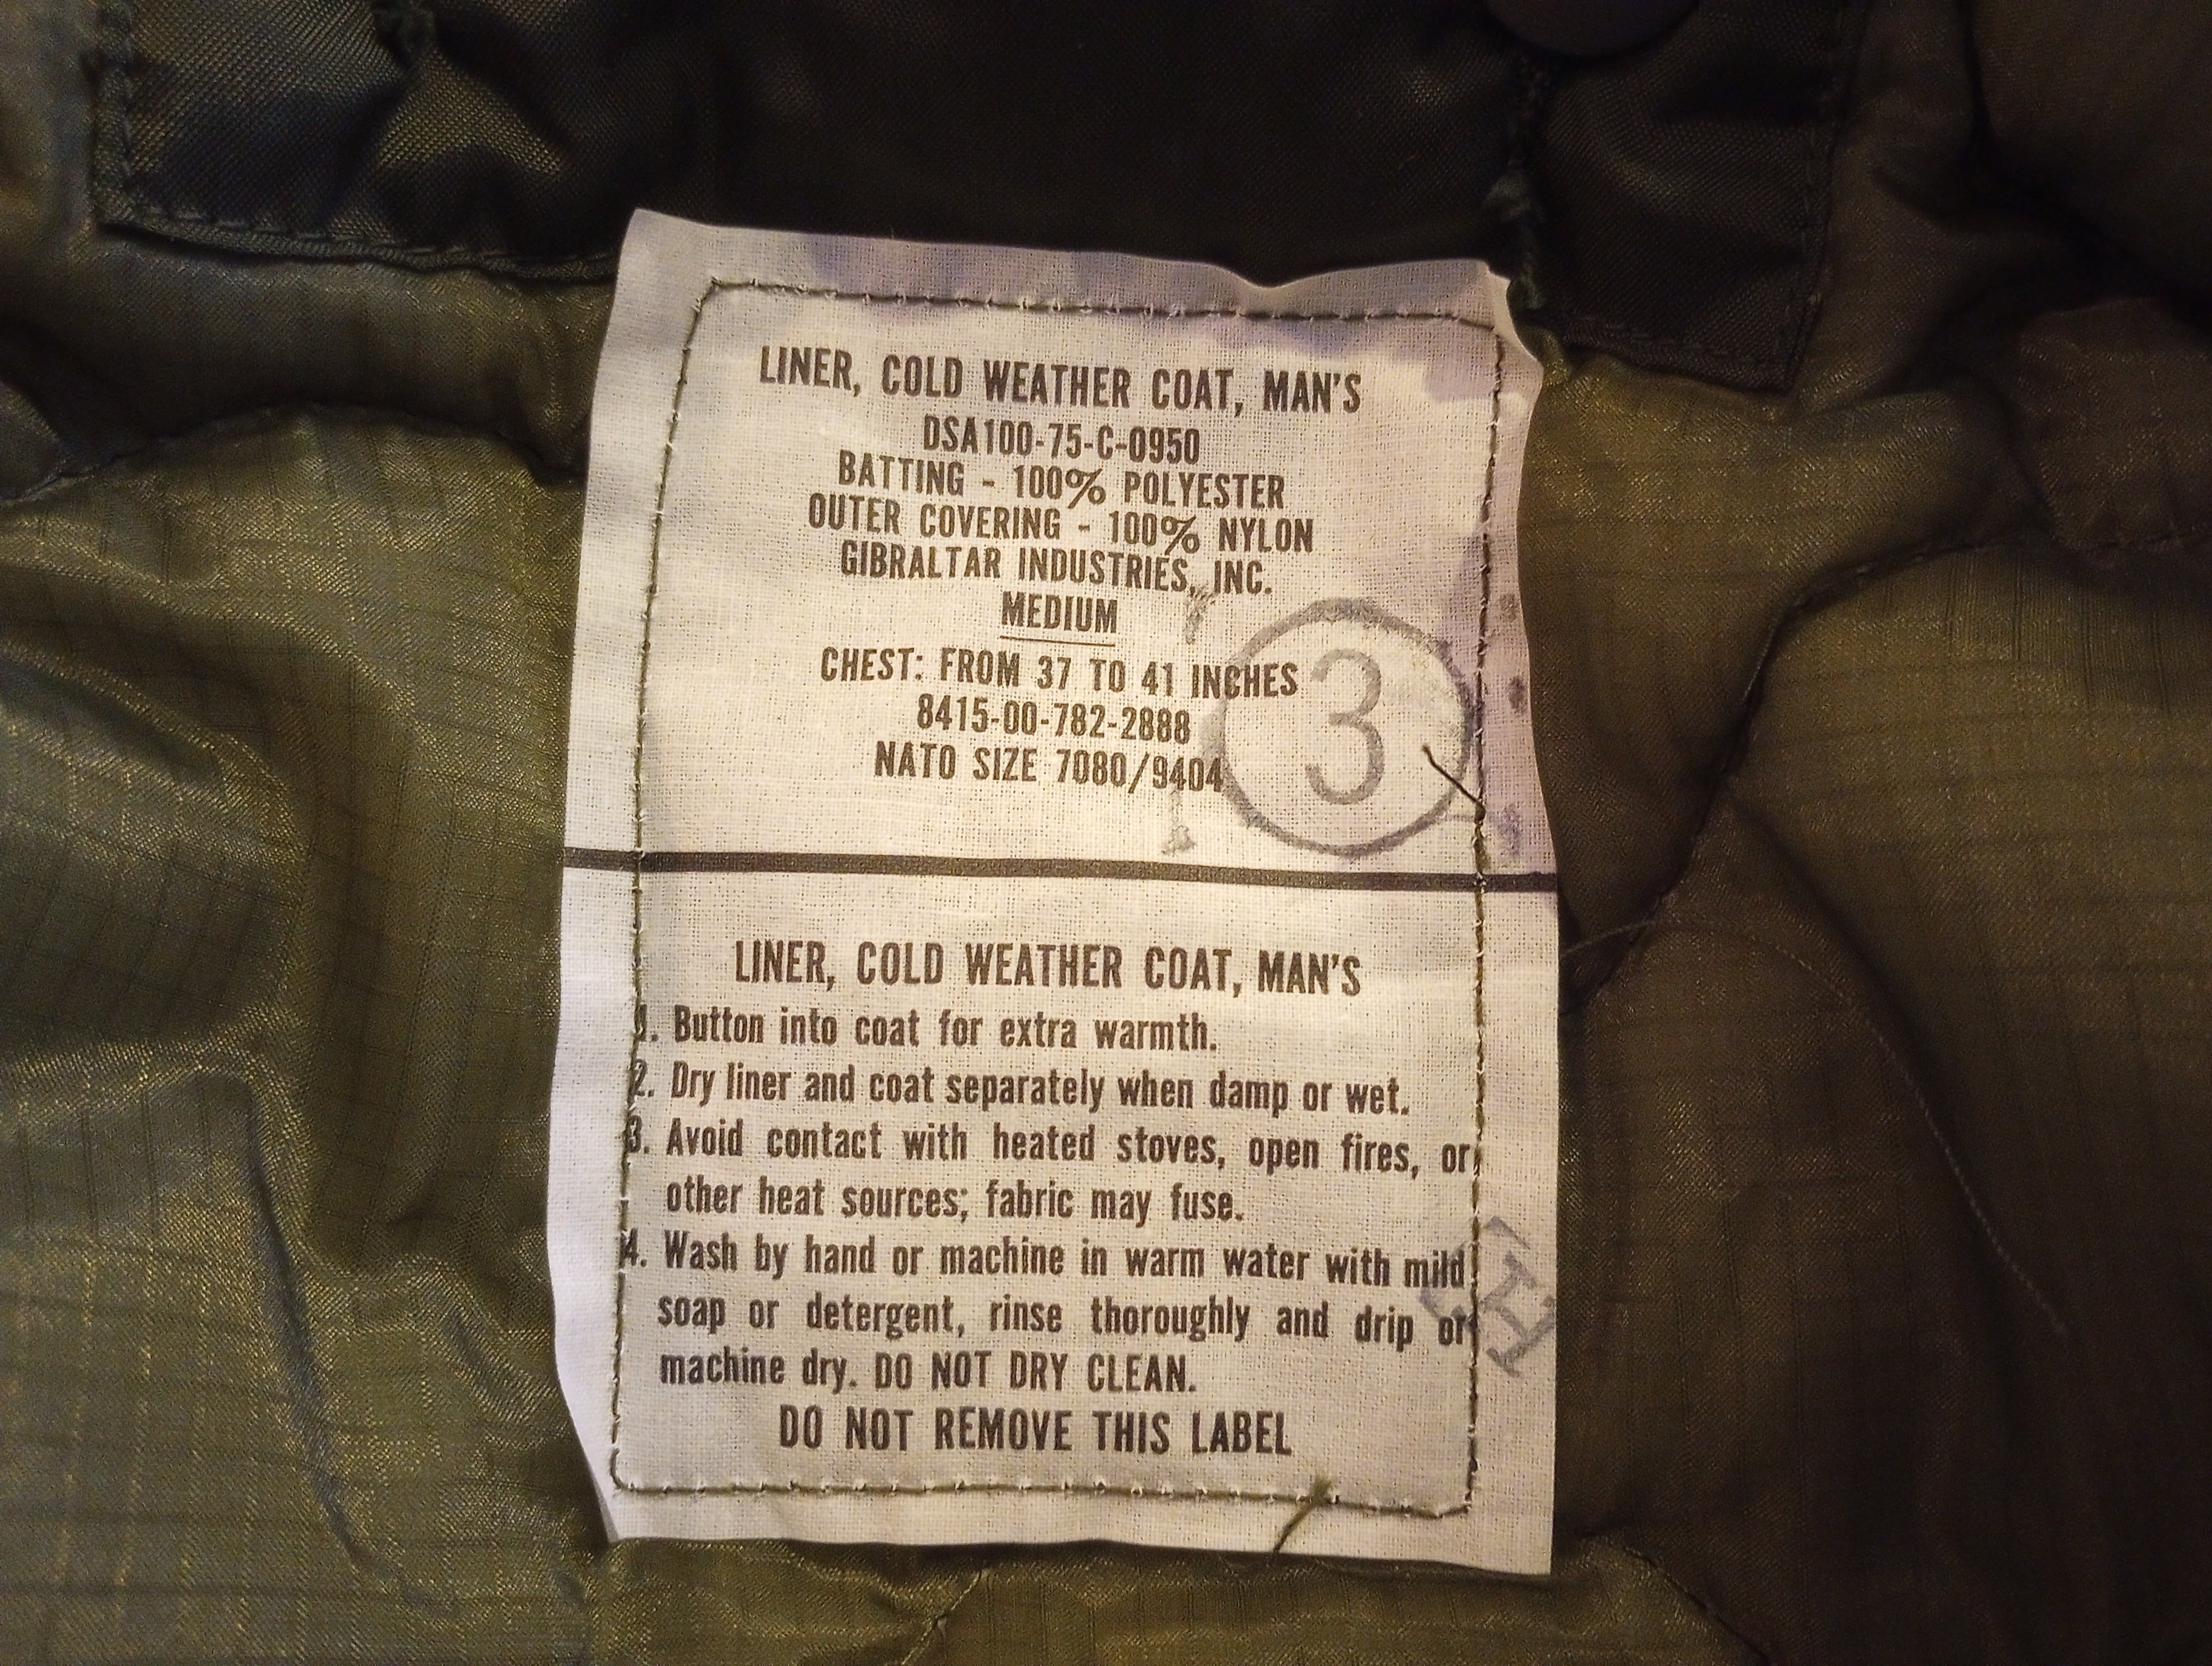 LINER, COLD WEATHER COAT, MAN'S
DSA100-75-C-0950
BATTING - 100% POLYESTER
OUTER COVERING - 100% NYLON
GIBRALTAR INDUSTRIES, INC.
MEDIUM
CHEST: FROM 37 TO 41 INCHES
8415-00-782-2888
NATO SIZE 7080/9404
3
LINER, COLD WEATHER COAT, MAN'S
1. Button into coat for extra warmth.
2. Dry liner and coat separately when damp or wet.
3. Avoid contact with heated stoves, open fires, or
other heat sources; fabric may fuse.
4. Wash by hand or machine in warm water with mild
soap or detergent, rinse thoroughly and drip or
machine dry. DO NOT DRY CLEAN.
DO NOT REMOVE THIS LABEL